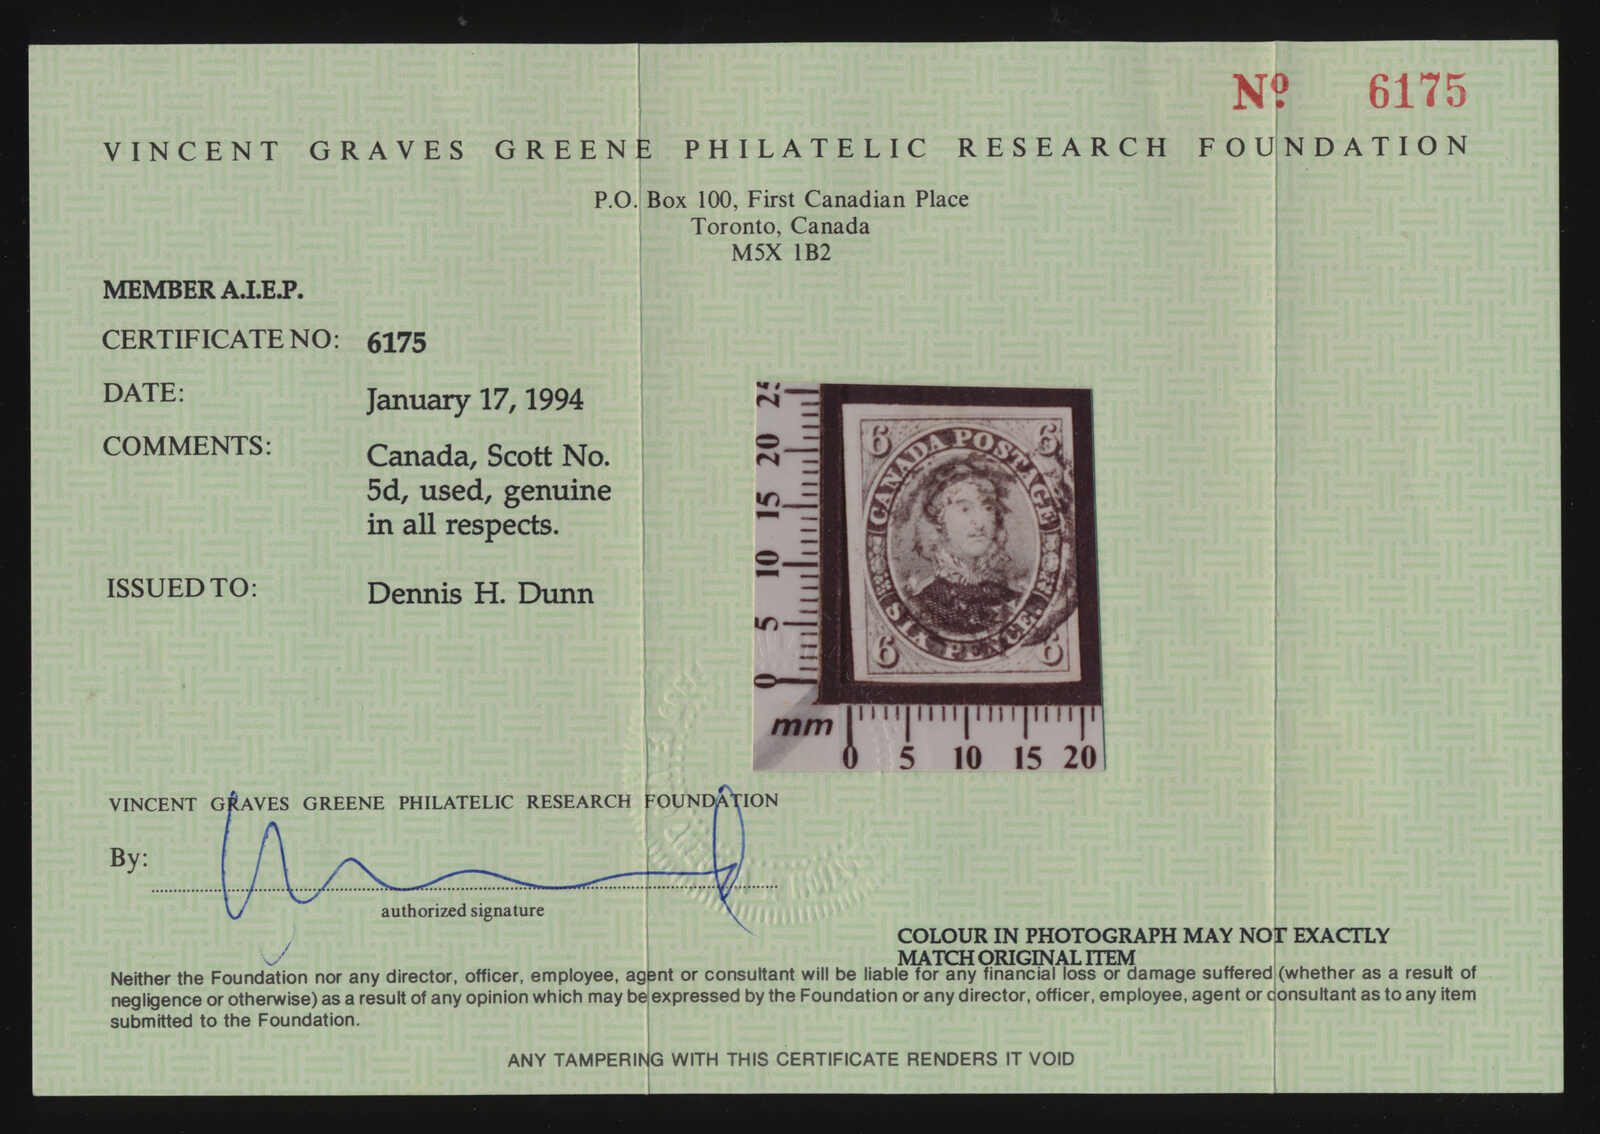 Nº. 6175
VINCENT GRAVES GREENE PHILATELIC RESEARCH FOUNDATION
P.O. Box 100, First Canadian Place
Toronto, Canada
M5X 1B2
MEMBER A.I.E.P.
CERTIFICATE NO: 6175
DATE: January 17, 1994
COMMENTS: Canada, Scott No.
5d, used, genuine
in all respects.
ISSUED TO: Dennis H. Dunn
25
20
15
10
5
0
6 6
CANADA POSTAGE
SIX PENCE.
6 6
mm
0 5 10 15 20
VINCENT GRAVES GREENE PHILATELIC RESEARCH FOUNDATION
By:
authorized signature
COLOUR IN PHOTOGRAPH MAY NOT EXACTLY
MATCH ORIGINAL ITEM
Neither the Foundation nor any director, officer, employee, agent or consultant will be liable for any financial loss or damage suffered (whether as a result of
negligence or otherwise) as a result of any opinion which may be expressed by the Foundation or any director, officer, employee, agent or consultant as to any item
submitted to the Foundation.
ANY TAMPERING WITH THIS CERTIFICATE RENDERS IT VOID